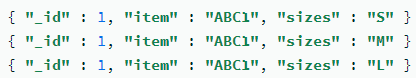 { "_id" : 1, "item" : "ABC1", "sizes" : "S" }
{ "_id" : 1, "item" : "ABC1", "sizes" : "M" }
{ "_id" : 1, "item" : "ABC1", "sizes" : "L" }